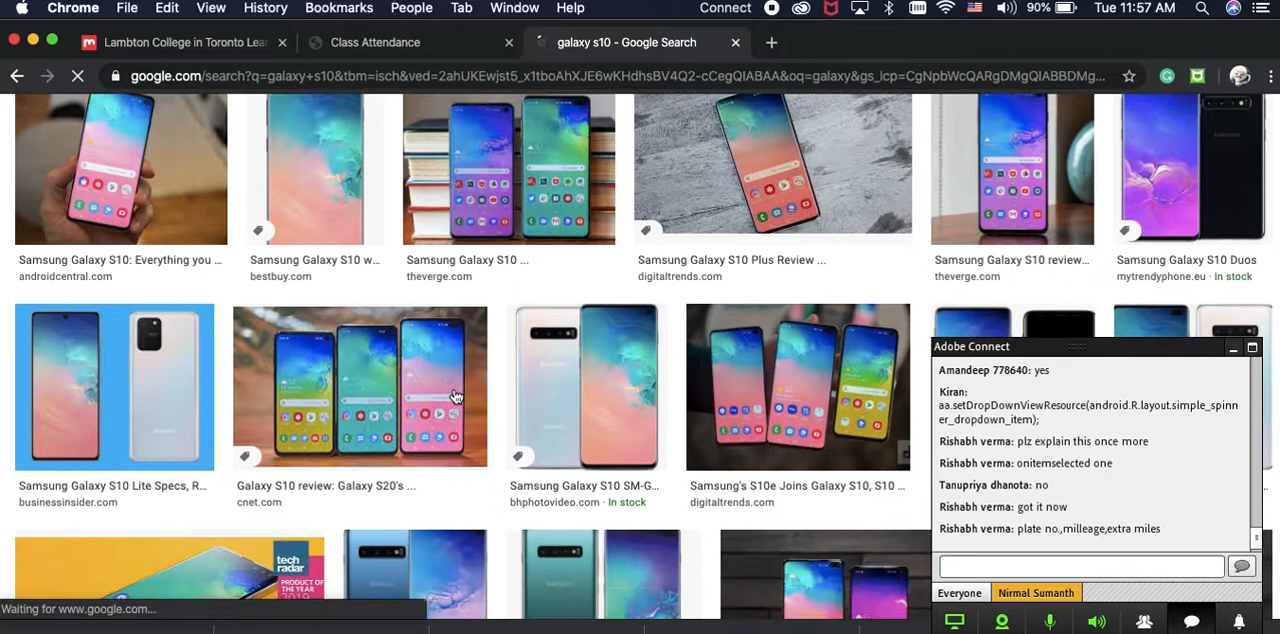 Chrome File Edit View History Bookmarks People Tab Window Help Connect 90% Tue 11:57 AM
Lambton College in Toronto Lea
Class Attendance
galaxy s10 - Google Search
google.com/search?q=galaxy+s10&tbm=isch&ved=2ahUKEwjst5_x1tboAhXJE6wKHdhsBV4Q2-cCegQIABAA&oq=galaxy&gs_lcp=CgNpbWcQARgDMgQIABBDMg...
SAMSUNG
Samsung Galaxy S10: Everything you ...
androidcentral.com
Samsung Galaxy S10 w...
bestbuy.com
Samsung Galaxy S10 ...
theverge.com
Samsung Galaxy S10 Plus Review ...
digitaltrends.com
Samsung Galaxy S10 review...
theverge.com
Samsung Galaxy S10 Duos
mytrendyphone.eu · In stock
Samsung Galaxy S10 Lite Specs, R...
businessinsider.com
Samsung Galaxy S10 review: Galaxy S20's ...
cnet.com
Samsung Galaxy S10 SM-G...
bhphotovideo.com · In stock
Samsung's S10e Joins Galaxy S10, S10 ...
digitaltrends.com
tech
radar
PRODUCT OF
THE YEAR
2019
Waiting for www.google.com...
Adobe Connect
Amandeep 778640: yes
Kiran:
aa.setDropDownViewResource(android.R.layout.simple_spin
ner_dropdown_item);
Rishabh verma: plz explain this once more
Rishabh verma: onitemselected one
Tanupriya dhanota: no
Rishabh verma: got it now
Rishabh verma: plate no.,milleage,extra miles
Everyone
Nirmal Sumanth